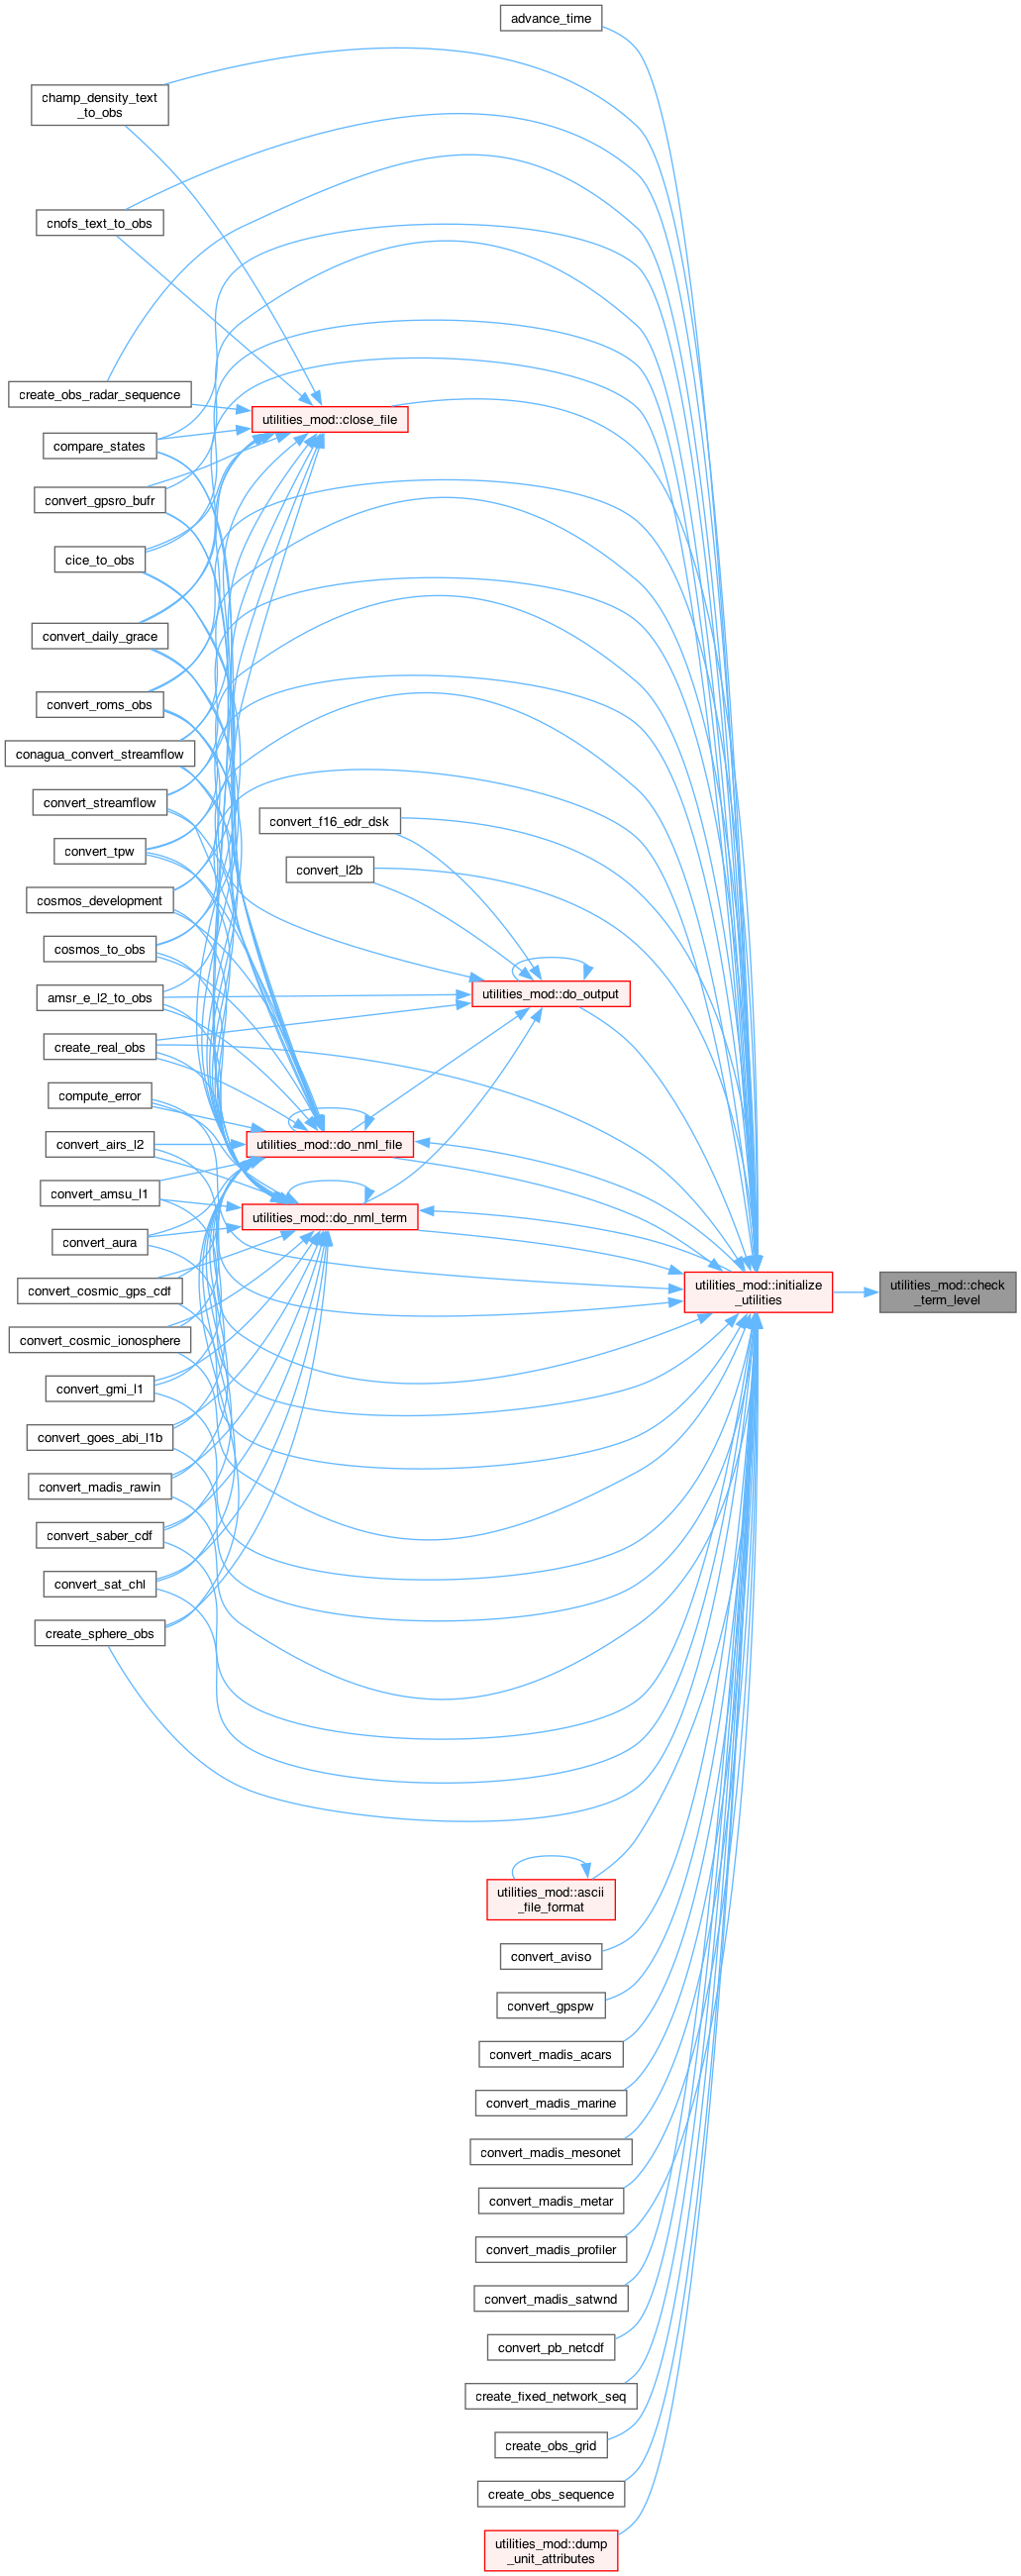 advance_time
champ_density_text
_to_obs
cnofs_text_to_obs
create_obs_radar_sequence
utilities_mod::close_file
compare_states
convert_gpsro_bufr
cice_to_obs
convert_daily_grace
convert_roms_obs
conagua_convert_streamflow
convert_streamflow
convert_f16_edr_dsk
convert_tpw
convert_l2b
cosmos_development
cosmos_to_obs
amsr_e_l2_to_obs
utilities_mod::do_output
create_real_obs
compute_error
convert_airs_l2
utilities_mod::do_nml_file
convert_amsu_l1
utilities_mod::do_nml_term
convert_aura
convert_cosmic_gps_cdf
utilities_mod::initialize
_utilities
utilities_mod::check
_term_level
convert_cosmic_ionosphere
convert_gmi_l1
convert_goes_abi_l1b
convert_madis_rawin
convert_saber_cdf
convert_sat_chl
create_sphere_obs
utilities_mod::ascii
_file_format
convert_aviso
convert_gpspw
convert_madis_acars
convert_madis_marine
convert_madis_mesonet
convert_madis_metar
convert_madis_profiler
convert_madis_satwnd
convert_pb_netcdf
create_fixed_network_seq
create_obs_grid
create_obs_sequence
utilities_mod::dump
_unit_attributes